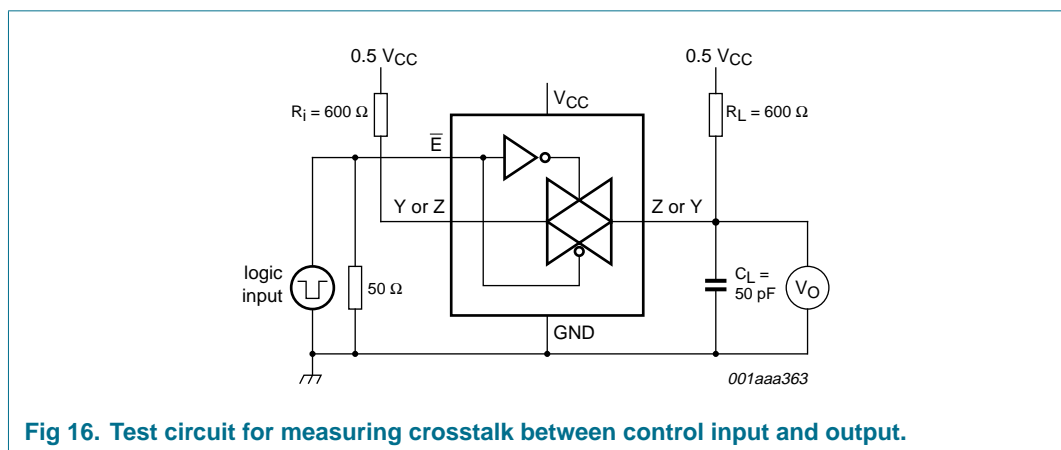 0.5 VCC
0.5 VCC
Ri = 600 Ω
VCC
RL = 600 Ω
E̅
Y or Z
Z or Y
logic
input
50 Ω
CL =
50 pF
VO
GND
001aaa363
Fig 16. Test circuit for measuring crosstalk between control input and output.